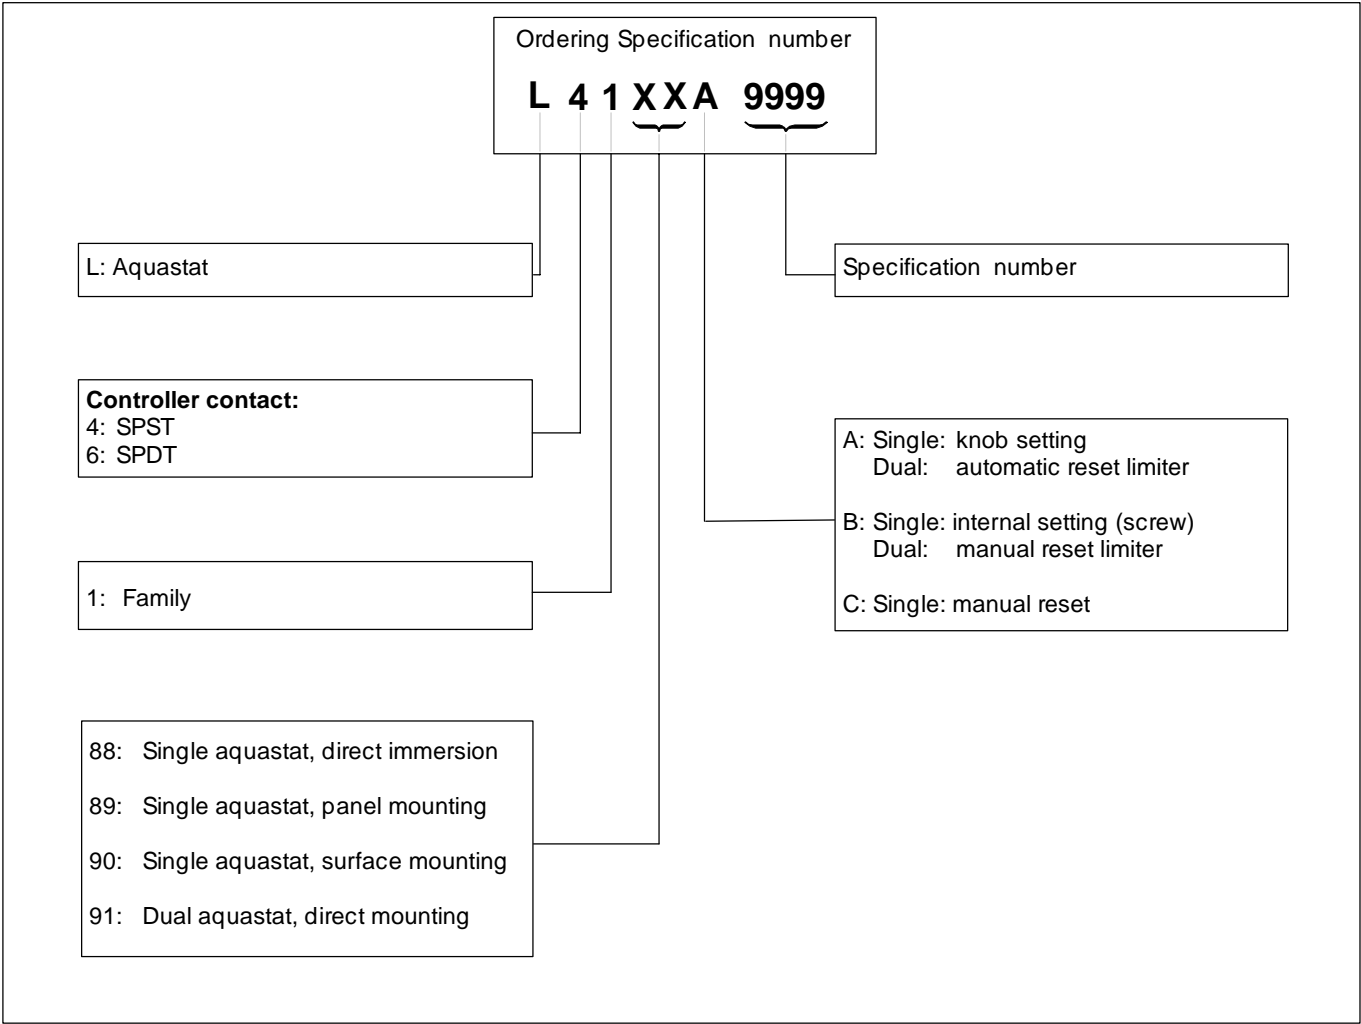 Ordering Specification number
L 4 1 X X A 9999
L: Aquastat
Specification number
Controller contact:
4: SPST
6: SPDT
A: Single: knob setting
Dual: automatic reset limiter
B: Single: internal setting (screw)
Dual: manual reset limiter
C: Single: manual reset
1: Family
88: Single aquastat, direct immersion
89: Single aquastat, panel mounting
90: Single aquastat, surface mounting
91: Dual aquastat, direct mounting